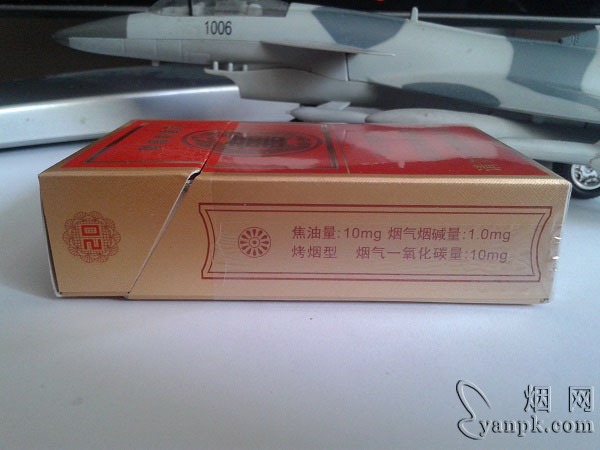 1006
20
焦油量:10mg 烟气烟碱量:1.0mg
烤烟型 烟气一氧化碳量:10mg
烟网
yanpk.com